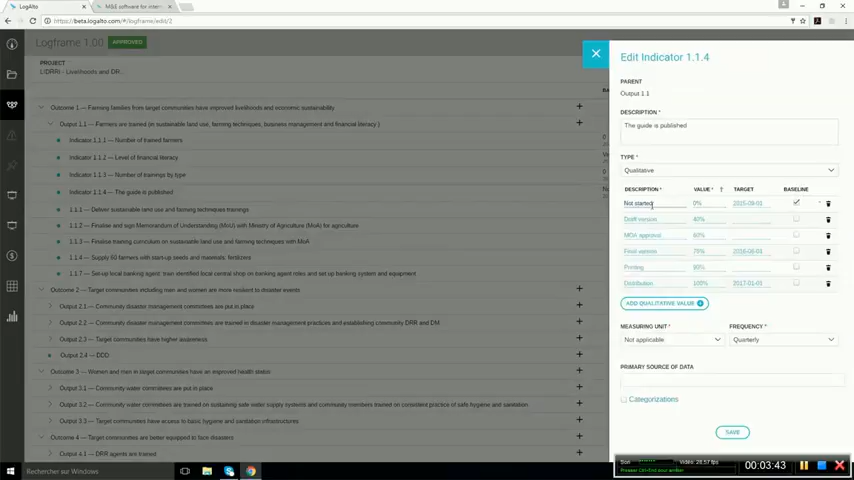 LogAlto
M&E software for intern
https://beta.logalto.com/#/logframe/edit/2
Logframe 1.00
APPROVED
PROJECT
LIDRRI - Livelihoods and DR...
Outcome 1 — Farming families from target communities have improved livelihoods and economic sustainability
Output 1.1 — Farmers are trained (in sustainable land use, farming techniques, business management and financial literacy )
Indicator 1.1.1 — Number of trained farmers
Indicator 1.1.2 — Level of financial literacy
Indicator 1.1.3 — Number of trainings by type
Indicator 1.1.4 — The guide is published
1.1.1 — Deliver sustainable land use and farming techniques trainings
1.1.2 — Finalise and sign Memorandum of Understanding (MoU) with Ministry of Agriculture (MoA) for agriculture
1.1.3 — Finalise training curriculum on sustainable land use and farming techniques with MoA
1.1.4 — Supply 60 farmers with start-up seeds and materials: fertilizers
1.1.7 — Set-up local banking agent: train identified local central shop on banking agent roles and set up banking system and equipment
Outcome 2 — Target communities including men and women are more resilient to disaster events
Output 2.1 — Community disaster management committees are put in place
Output 2.2 — Community disaster management committees are trained in disaster management practices and establishing community DRR and DM
Output 2.3 — Target communities have higher awareness
Output 2.4 — DDD
Outcome 3 — Women and men in target communities have an improved health status
Output 3.1 — Community water committees are put in place
Output 3.2 — Community water committees are trained on sustainable safe water supply systems and community members trained on consistent practice of safe hygiene and
Output 3.3 — Target communities have access to basic hygiene and sanitation infrastructures
Outcome 4 — Target communities are better equipped to face disasters
Output 4.1 — DRR agents are trained
Edit Indicator 1.1.4
PARENT
Output 1.1
DESCRIPTION *
The guide is published
TYPE *
Qualitative
DESCRIPTION * VALUE * TARGET BASELINE
Not started 0% 2015-09-01
Draft version 40%
MOA approval 60%
Final version 75% 2016-06-01
Printing 90%
Distribution 100% 2017-01-01
ADD QUALITATIVE VALUE
MEASURING UNIT * FREQUENCY *
Not applicable Quarterly
PRIMARY SOURCE OF DATA
Categorizations
SAVE
Rechercher sur Windows
Son
Vidéo: 28,57 fps
Presser Ctrl+End pour arrêter
00:03:43